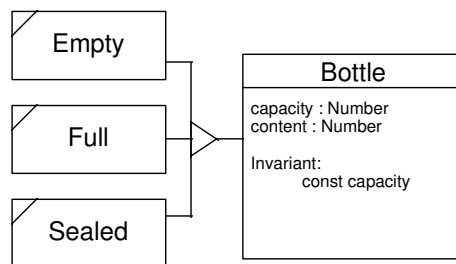 Empty
Full
Sealed
Bottle
capacity : Number
content : Number
Invariant:
const capacity